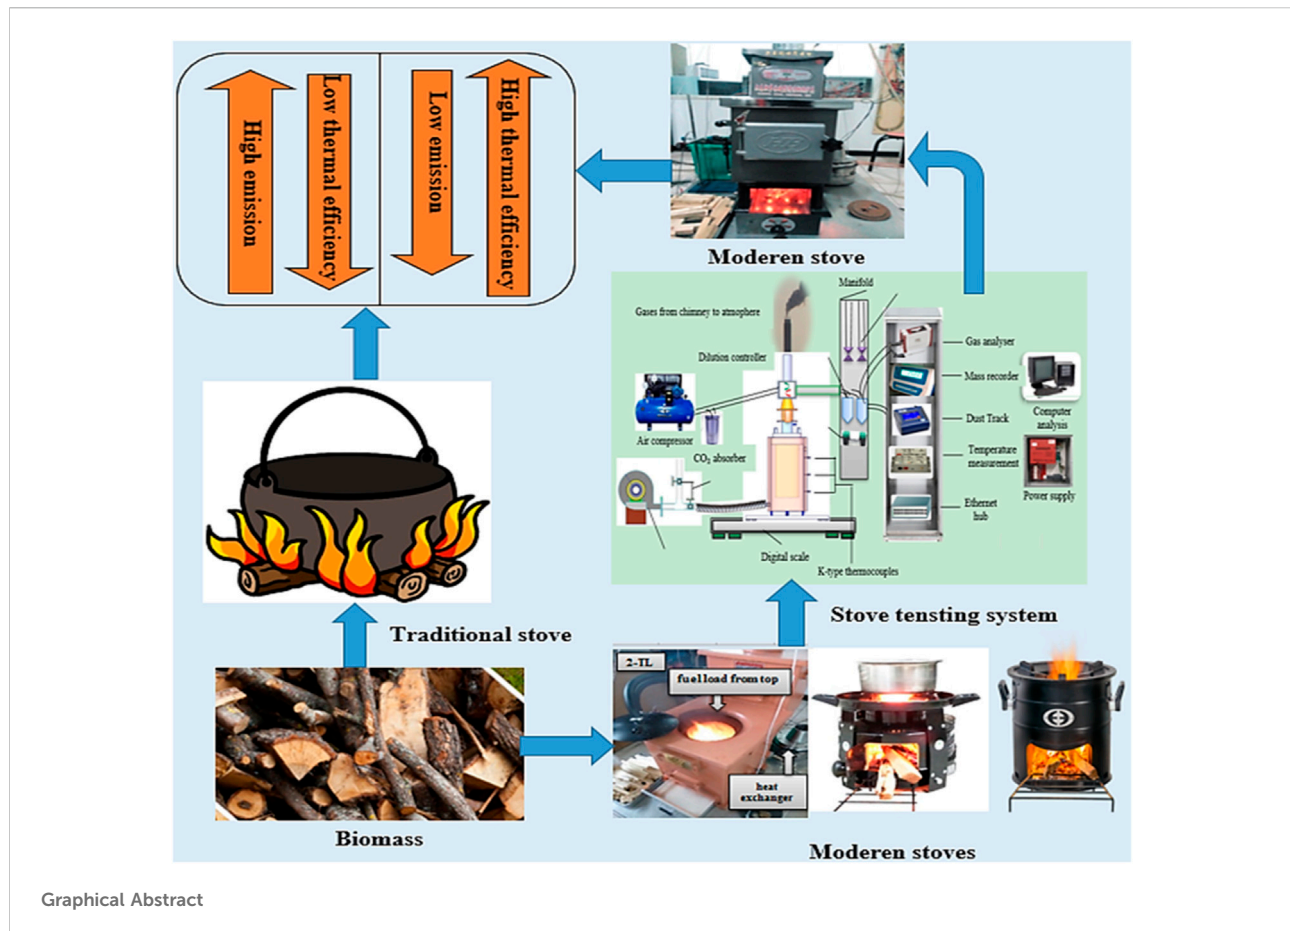 High emission
Low thermal efficiency
Low emission
High thermal efficiency
Moderen stove
Manifold
Gases from chimney to atmophere
Dilution controller
Gas analyser
Mass recorder
Computer
analysis
Dust Track
Air compressor
CO₂ absorber
Temperature
measurement
Power supply
Ethernet
hub
Digital scale
K-type thermocouples
Stove tensting system
Traditional stove
2-TL
fuel load from top
heat
exchanger
Biomass
Moderen stoves
Graphical Abstract